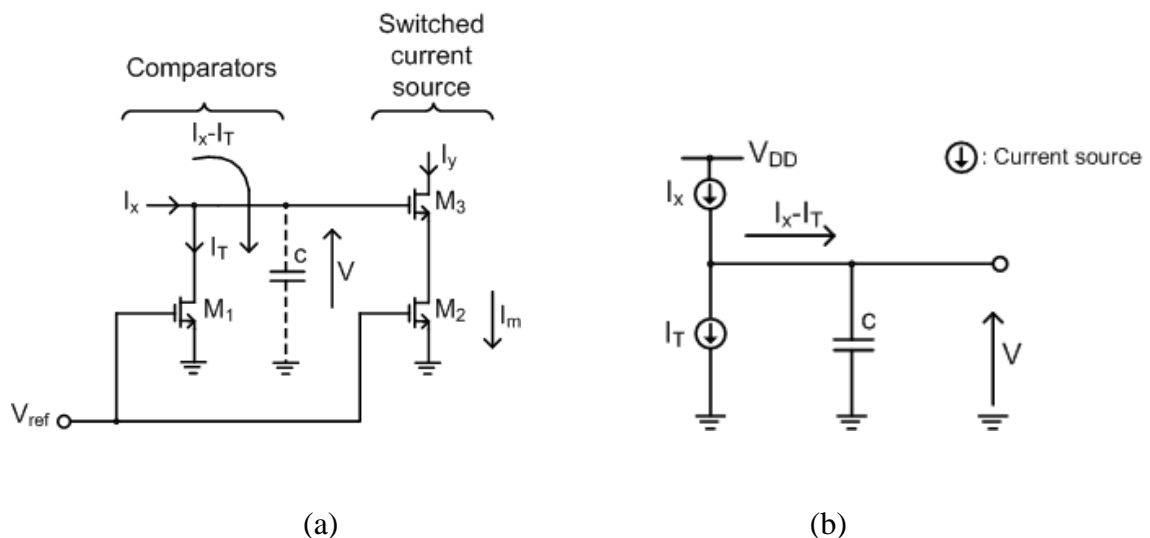 Switched
current
source
Comparators
Ix-IT
Iy
Ix
M3
IT
c
V
M1
M2
Im
Vref
VDD
: Current source
Ix
Ix-IT
IT
c
V
(a)
(b)